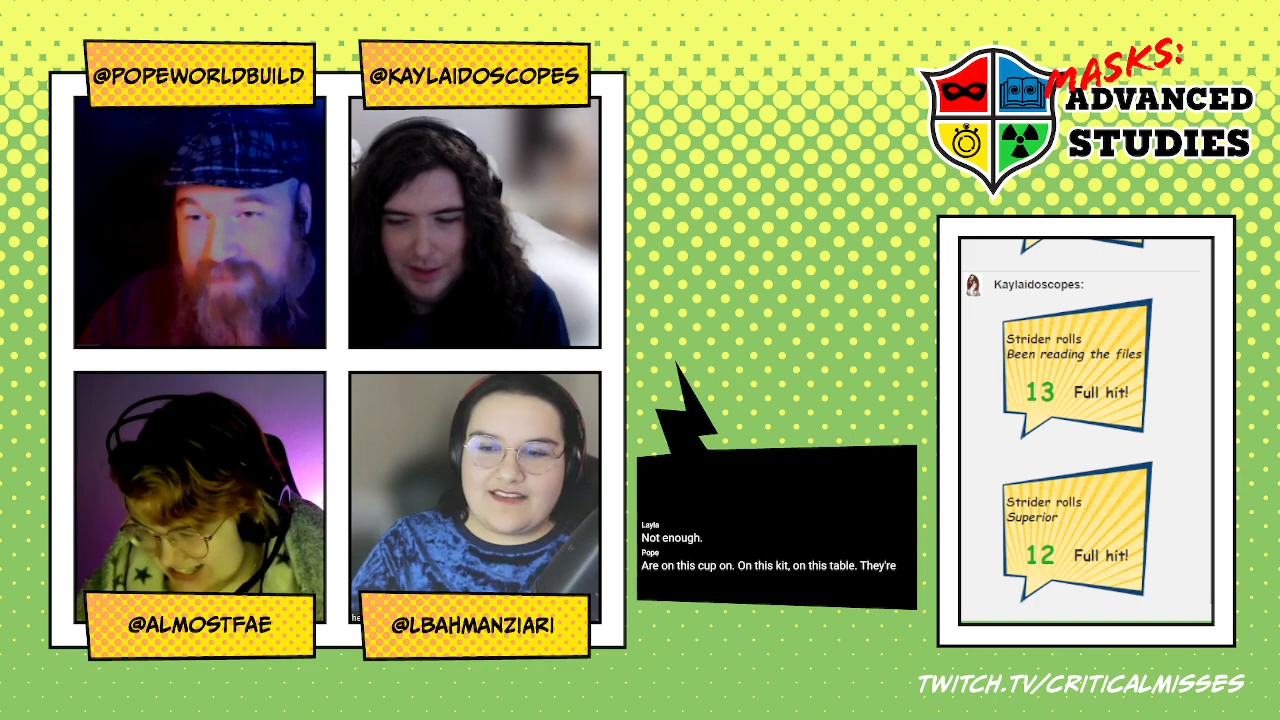 @POPEWORLDBUILD
@KAYLAIDOSCOPES
@ALMOSTFAE
@LBAHMANZIARI
he
Layla
Not enough.
Pope
Are on this cup on. On this kit, on this table. They're
MASKS:
ADVANCED
STUDIES
Kaylaidoscopes:
Strider rolls
Been reading the files
13 Full hit!
Strider rolls
Superior
12 Full hit!
TWITCH.TV/CRITICALMISSES